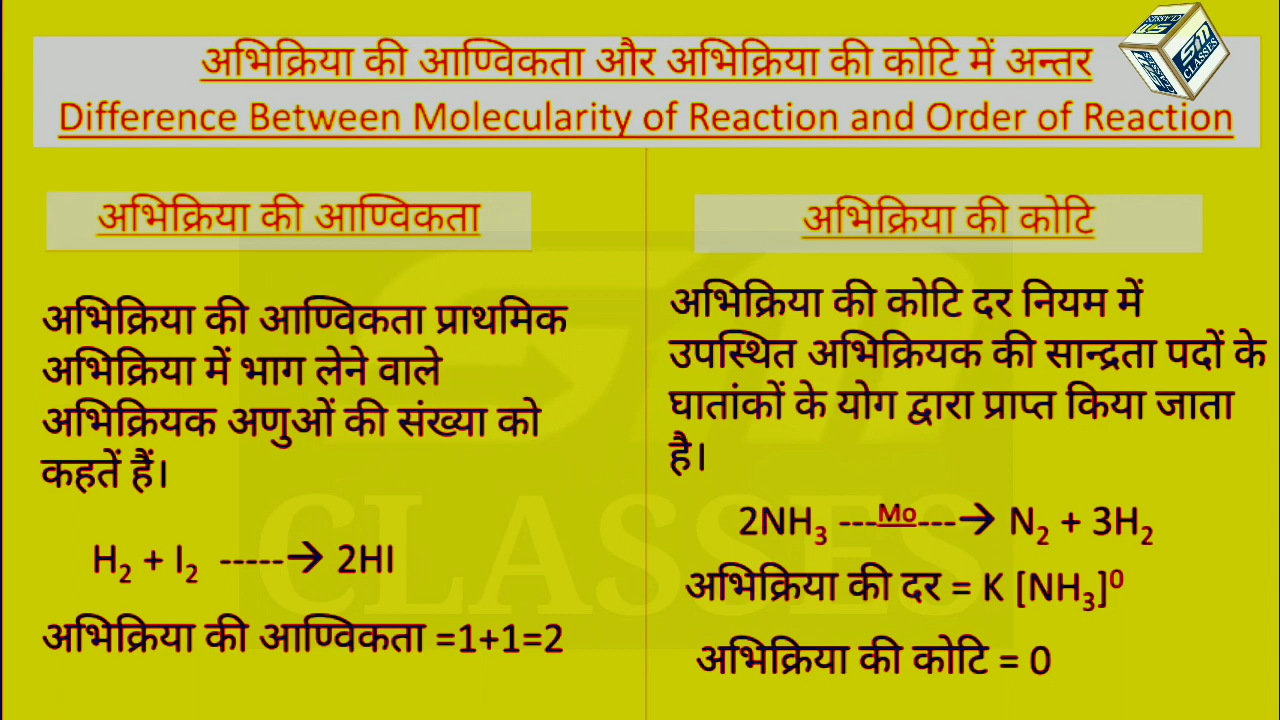 अभिक्रिया की आण्विकता और अभिक्रिया की कोटि में अन्तर
Difference Between Molecularity of Reaction and Order of Reaction
SM
CLASSES
अभिक्रिया की आण्विकता
अभिक्रिया की आण्विकता प्राथमिक
अभिक्रिया में भाग लेने वाले
अभिक्रियक अणुओं की संख्या को
कहतें हैं।
H₂ + I₂ -----→ 2HI
अभिक्रिया की आण्विकता =1+1=2
अभिक्रिया की कोटि
अभिक्रिया की कोटि दर नियम में
उपस्थित अभिक्रियक की सान्द्रता पदों के
घातांकों के योग द्वारा प्राप्त किया जाता
है।
2NH₃ ---Mo---→ N₂ + 3H₂
अभिक्रिया की दर = K [NH₃]⁰
अभिक्रिया की कोटि = 0
SM
CLASSES